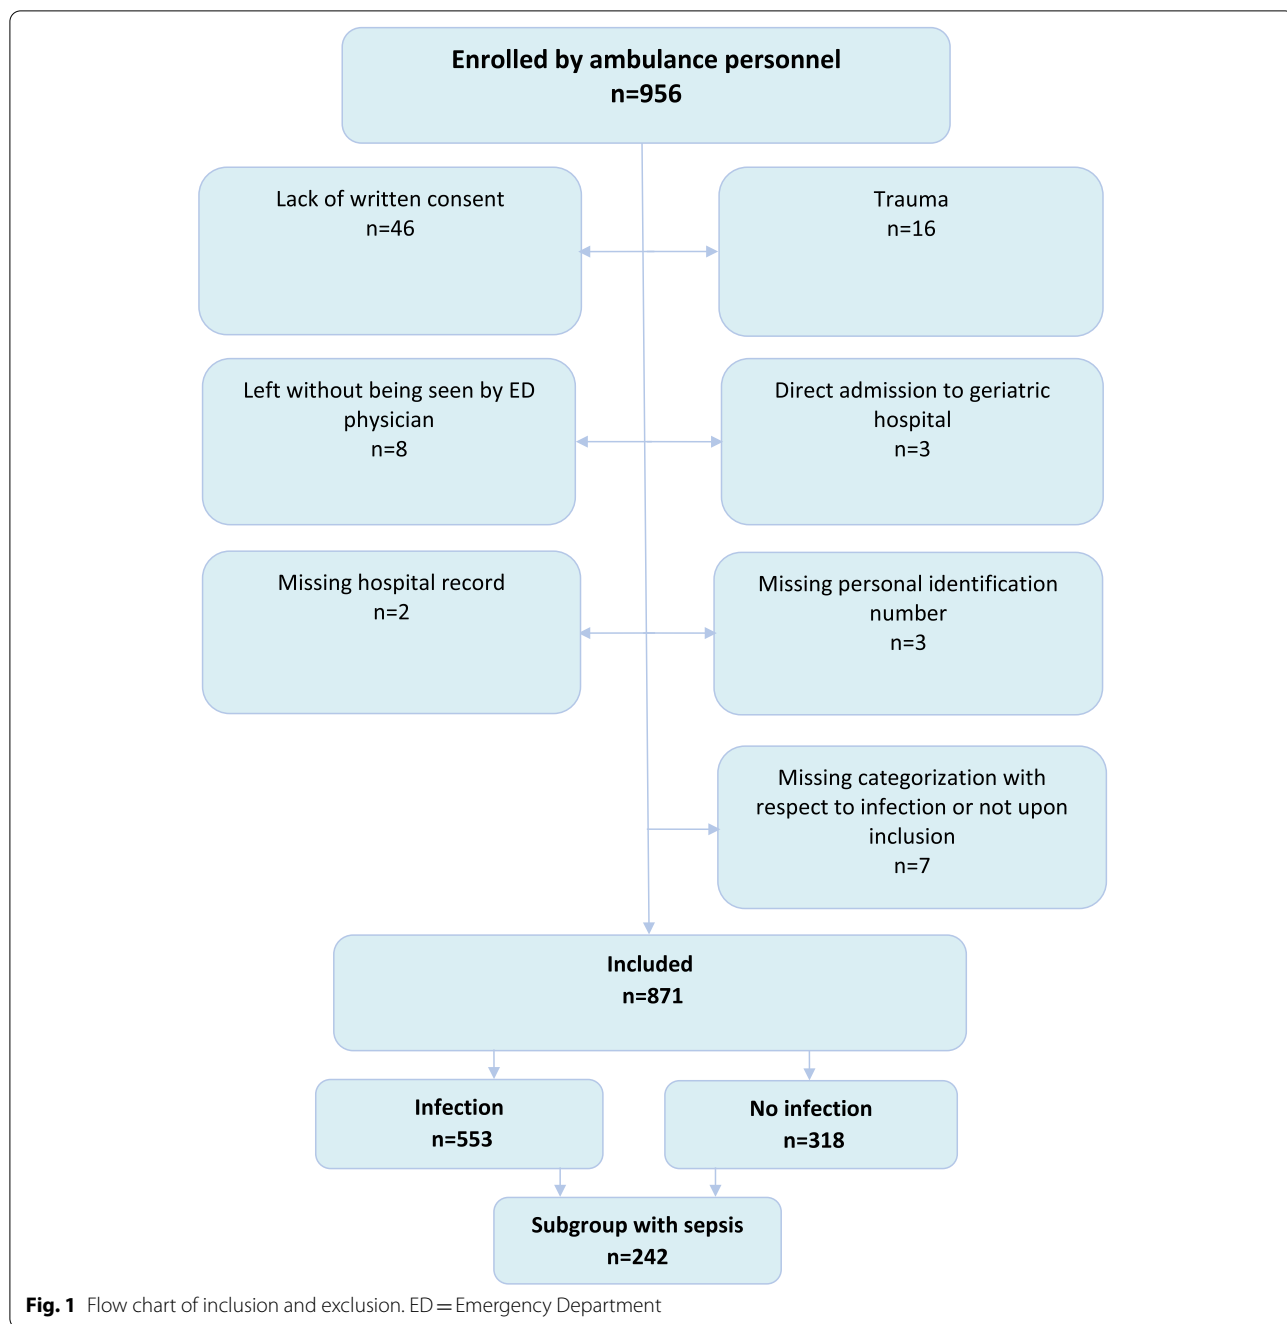 Enrolled by ambulance personnel
n=956
Lack of written consent
n=46
Trauma
n=16
Left without being seen by ED
physician
n=8
Direct admission to geriatric
hospital
n=3
Missing hospital record
n=2
Missing personal identification
number
n=3
Missing categorization with
respect to infection or not upon
inclusion
n=7
Included
n=871
Infection
n=553
No infection
n=318
Subgroup with sepsis
n=242
Fig. 1 Flow chart of inclusion and exclusion. ED = Emergency Department